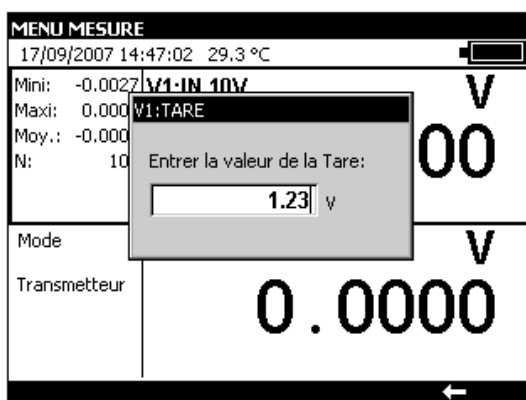 MENU MESURE
17/09/2007 14:47:02 29.3 °C
Mini: -0.0027
V1:IN 10V
V
Maxi: 0.000
Moy.: -0.000
N: 10
00
V1:TARE
Entrer la valeur de la Tare:
1.23 V
Mode
V
Transmetteur
0.0000